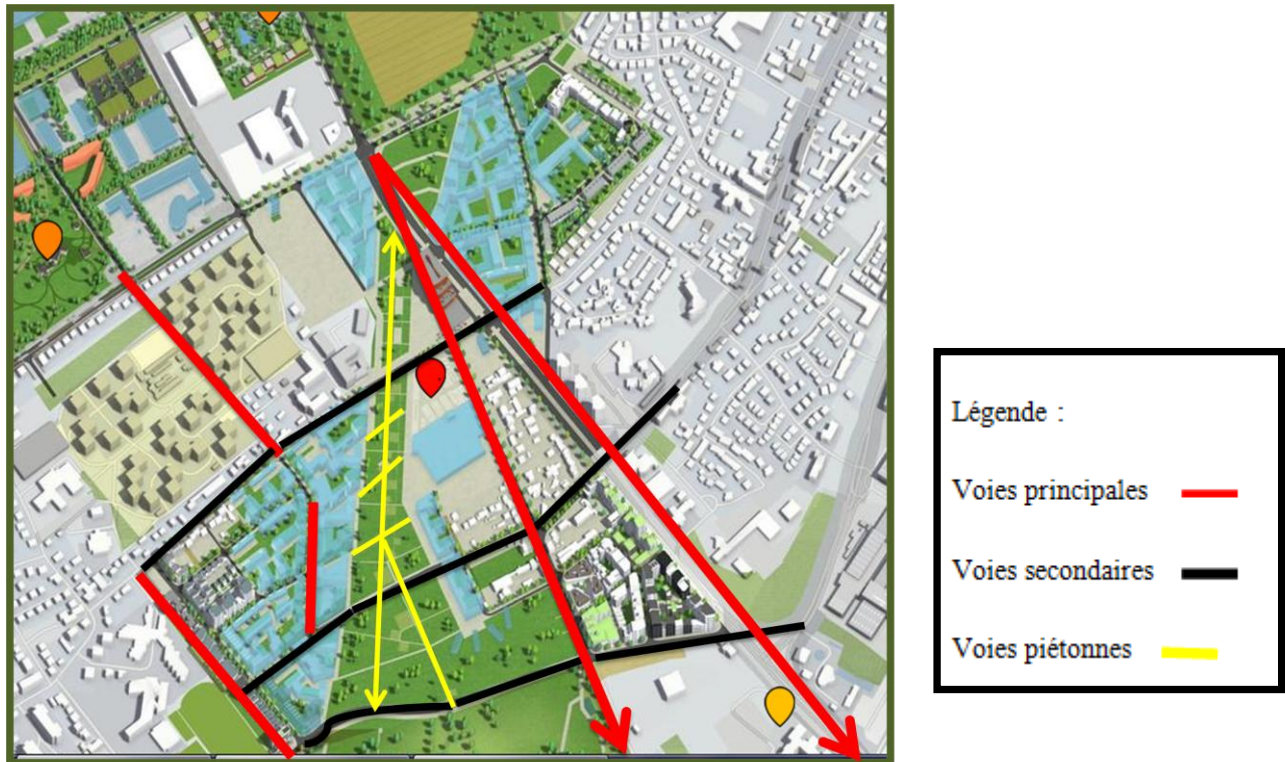 Légende :
Voies principales
Voies secondaires
Voies piétonnes